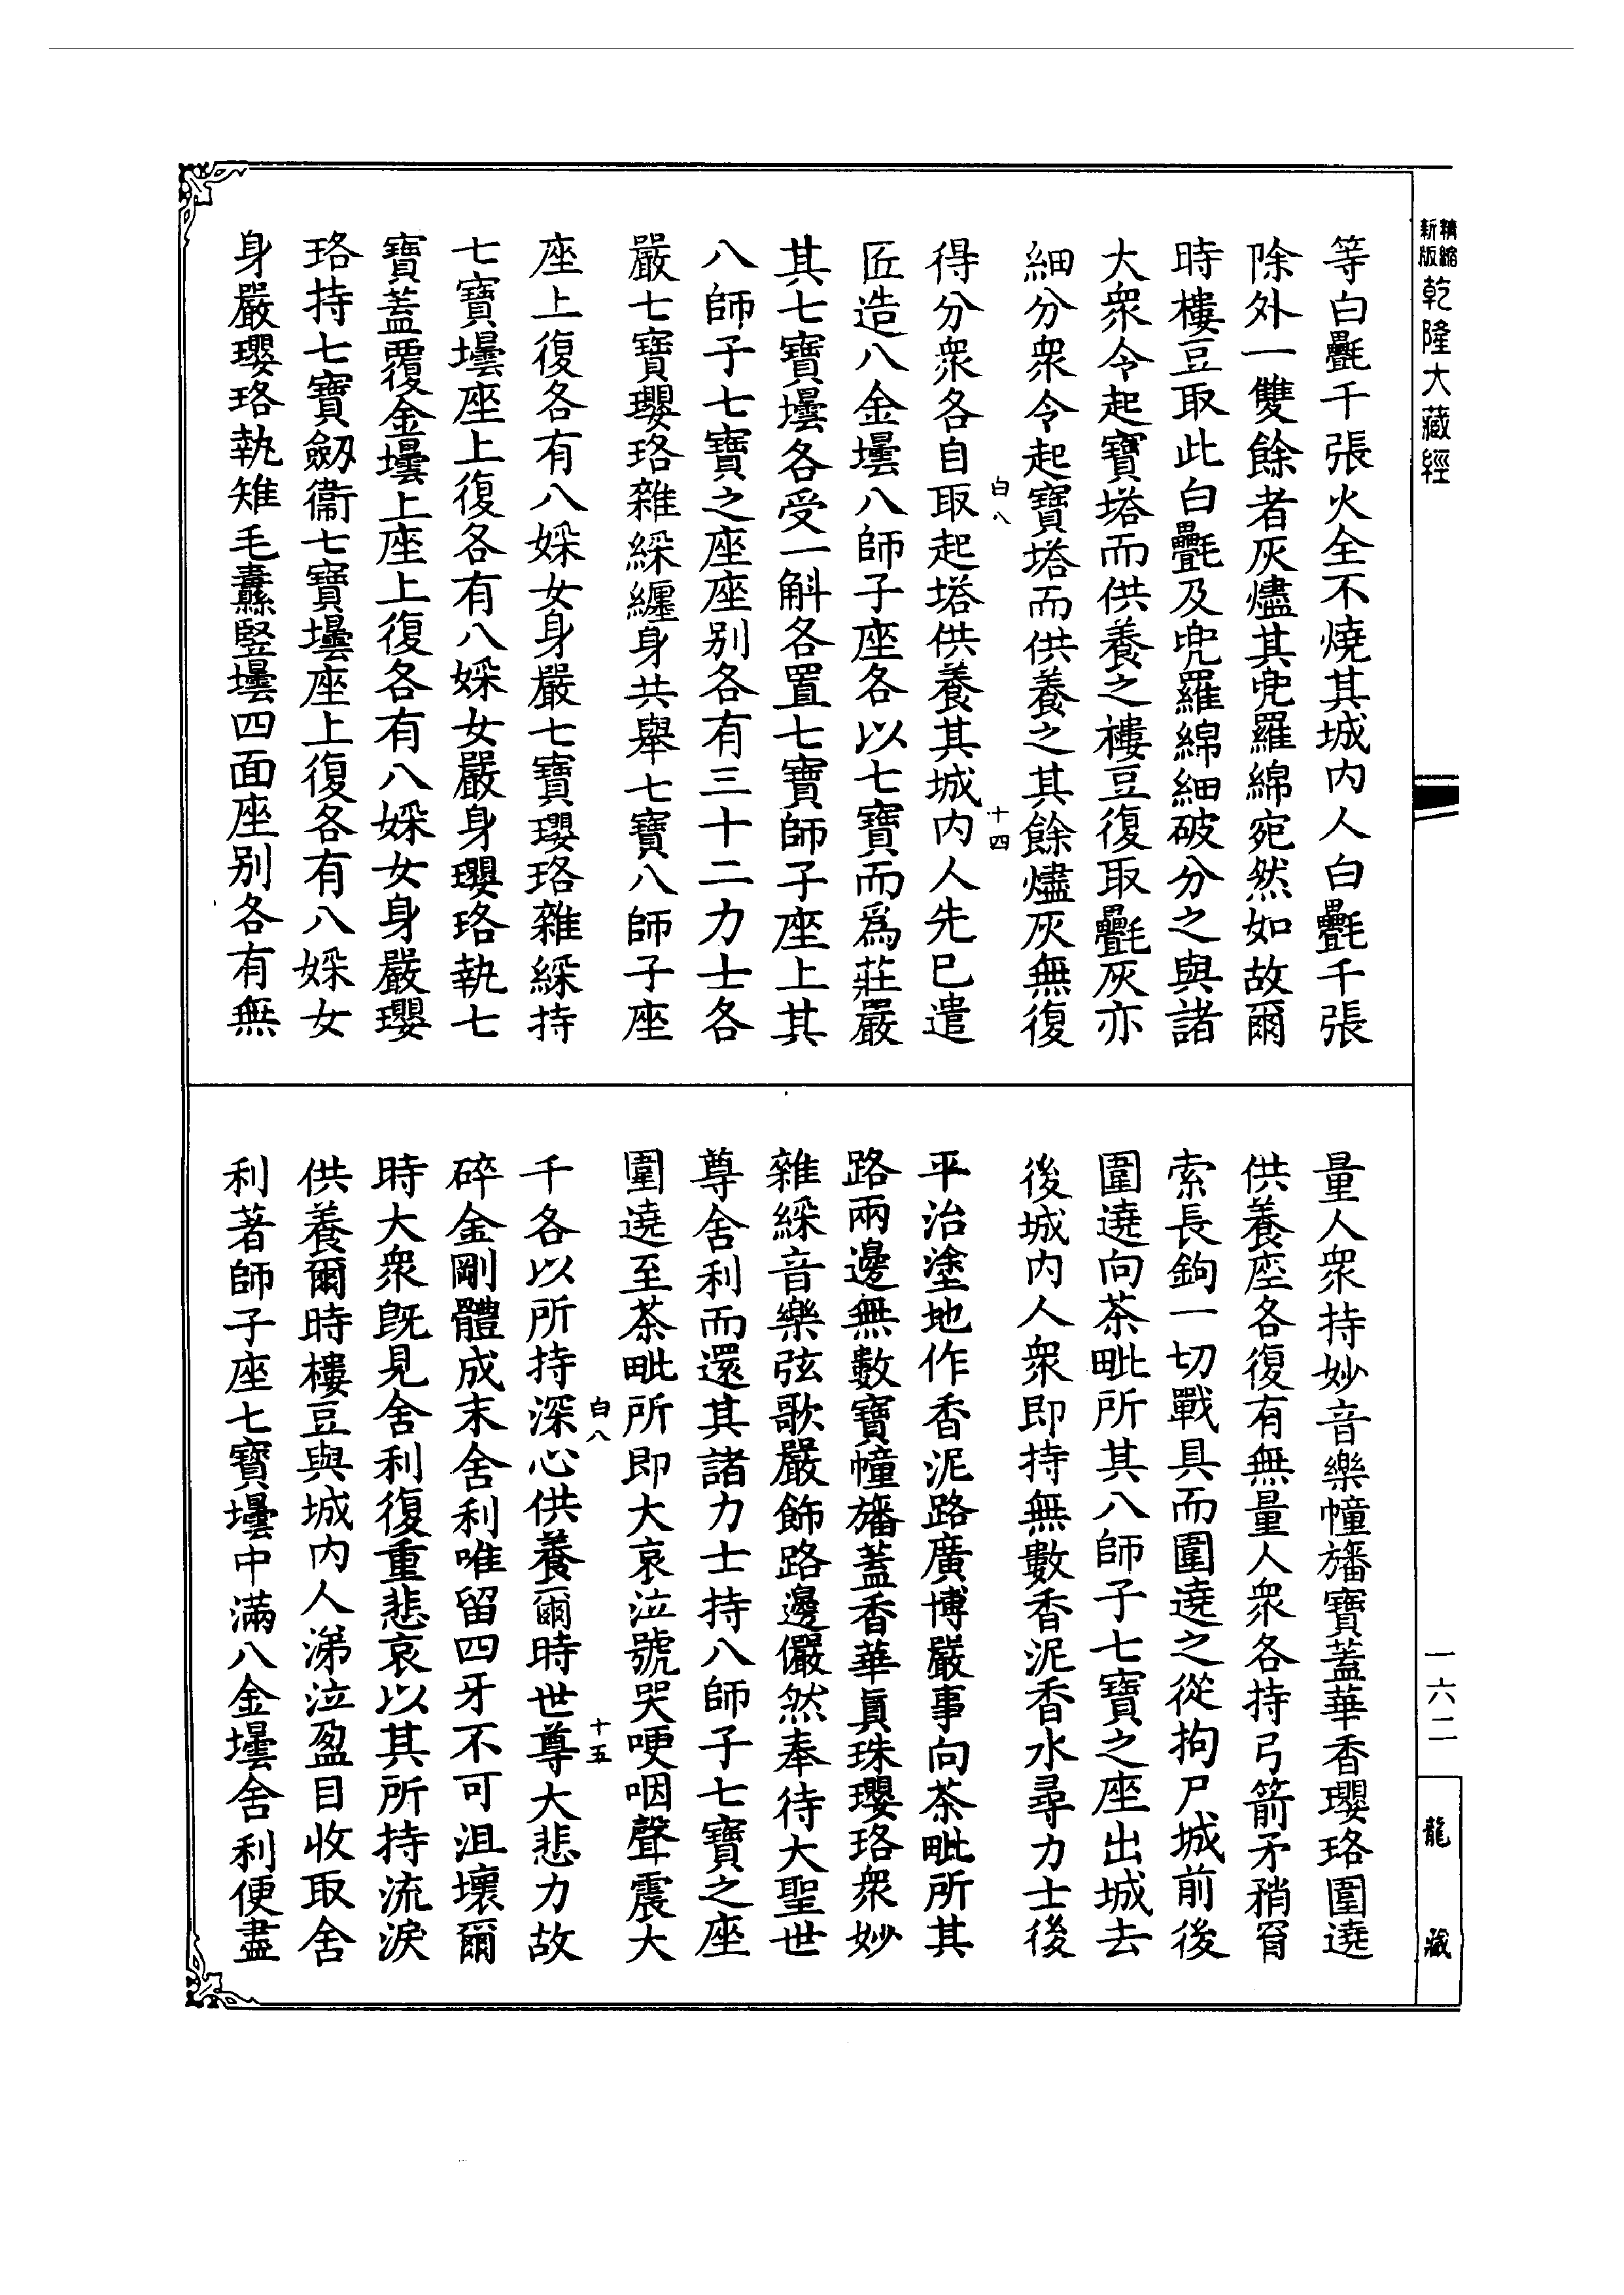 精縮新版乾隆大藏經
一六二
龍藏
等白㲲千張火全不燒其城內人白㲲千張
除外一雙餘者灰燼其兜羅綿宛然如故爾
時樓豆取此白㲲及兜羅綿細破分之與諸
大眾令起寶塔而供養之樓豆復取㲲灰亦
細分眾令起寶塔而供養之其餘燼灰無復
白八 十四
得分眾各自取起塔供養其城內人先已遣
匠造八金壜八師子座各以七寶而為莊嚴
其七寶壜各受一斛各置七寶師子座上其
八師子七寶之座座別各有三十二力士各
嚴七寶瓔珞雜綵纏身共舉七寶八師子座
座上復各有八婇女身嚴七寶瓔珞雜綵持
七寶壜座上復各有八婇女嚴身瓔珞執七
寶蓋覆金壜上座上復各有八婇女身嚴瓔
珞持七寶劒衞七寶壜座上復各有八婇女
身嚴瓔珞執雉毛纛竪壜四面座別各有無
量人眾持妙音樂幢旛寶蓋華香瓔珞圍遶
供養座各復有無量人眾各持弓箭矛矟罥
索長鉤一切戰具而圍遶之從拘尸城前後
圍遶向茶毗所其八師子七寶之座出城去
後城內人眾即持無數香泥香水尋力士後
平治塗地作香泥路廣博嚴事向茶毗所其
路兩邊無數寶幢旛蓋香華真珠瓔珞眾妙
雜綵音樂弦歌嚴飾路邊儼然奉待大聖世
尊舍利而還其諸力士持八師子七寶之座
圍遶至茶毗所即大哀泣號哭哽咽聲震大
白八 十五
千各以所持深心供養爾時世尊大悲力故
碎金剛體成末舍利唯留四牙不可沮壞爾
時大眾既見舍利復重悲哀以其所持流淚
供養爾時樓豆與城內人涕泣盈目收取舍
利著師子座七寶壜中滿八金壜舍利便盡